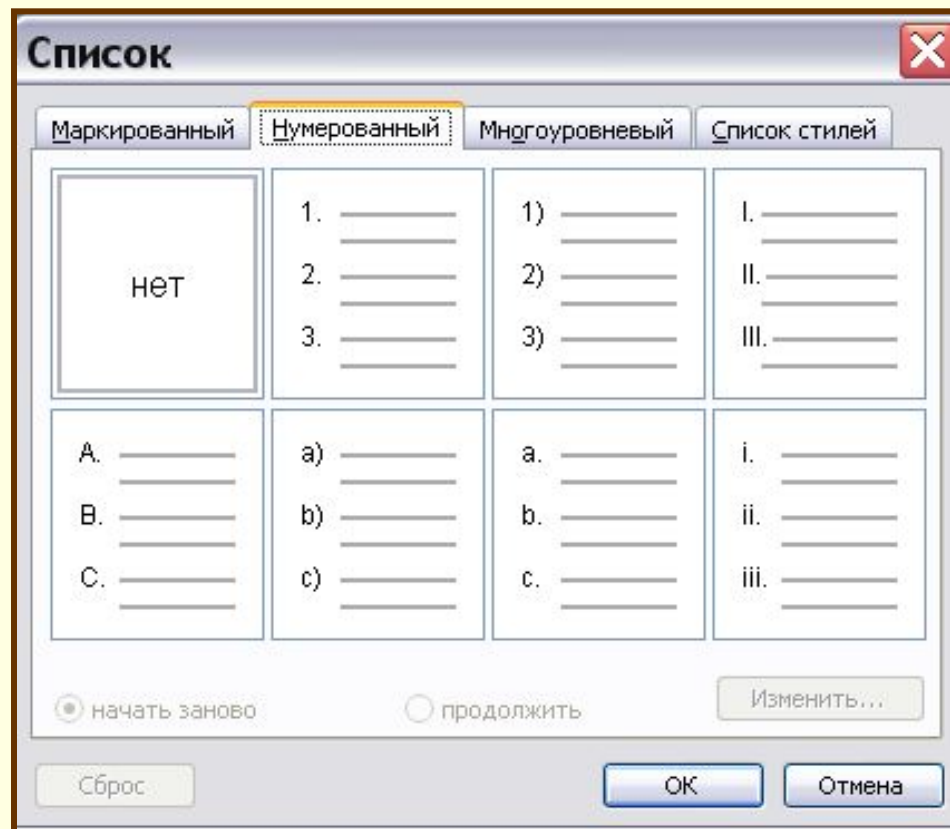 Список
Маркированный Нумерованный Многоуровневый Список стилей
нет
1.
2.
3.
1)
2)
3)
I.
II.
III.
A.
B.
C.
a)
b)
c)
a.
b.
c.
i.
ii.
iii.
начать заново продолжить Изменить...
Сброс ОК Отмена